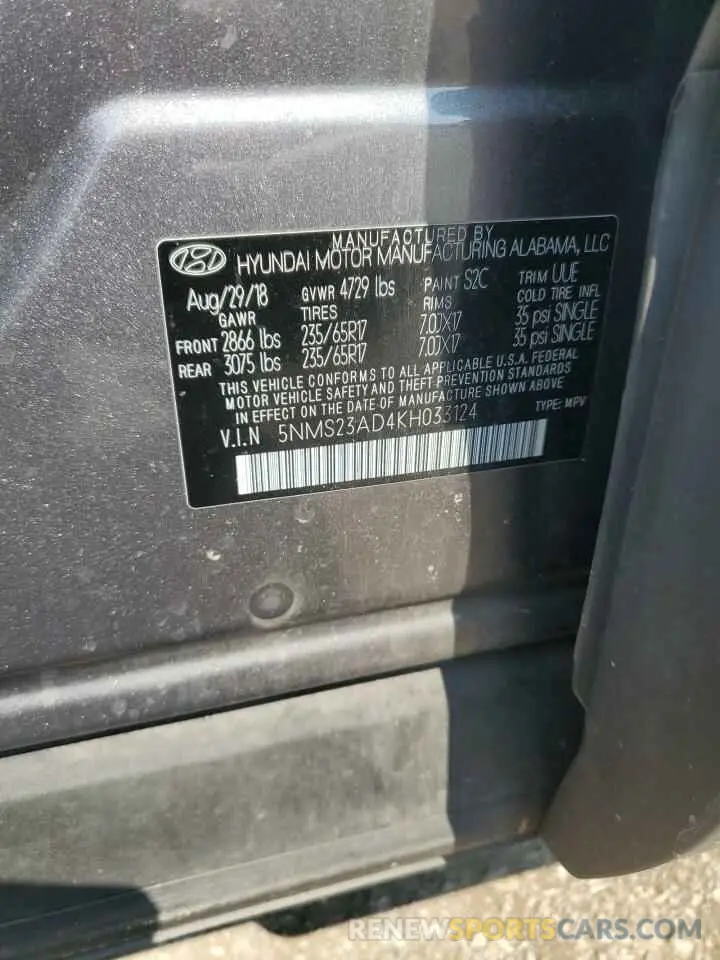 MANUFACTURED BY
HYUNDAI MOTOR MANUFACTURING ALABAMA, LLC
Aug/29/18 GVWR 4729 lbs PAINT S2C TRIM UUE
GAWR TIRES RIMS COLD TIRE INFL
FRONT 2866 lbs 235/65R17 7.0JX17 35 psi SINGLE
REAR 3075 lbs 235/65R17 7.0JX17 35 psi SINGLE
THIS VEHICLE CONFORMS TO ALL APPLICABLE U.S.A. FEDERAL
MOTOR VEHICLE SAFETY AND THEFT PREVENTION STANDARDS
IN EFFECT ON THE DATE OF MANUFACTURE SHOWN ABOVE
V.I.N 5NMS23AD4KH033124 TYPE: MPV
RENEWSPORTSCARS.COM